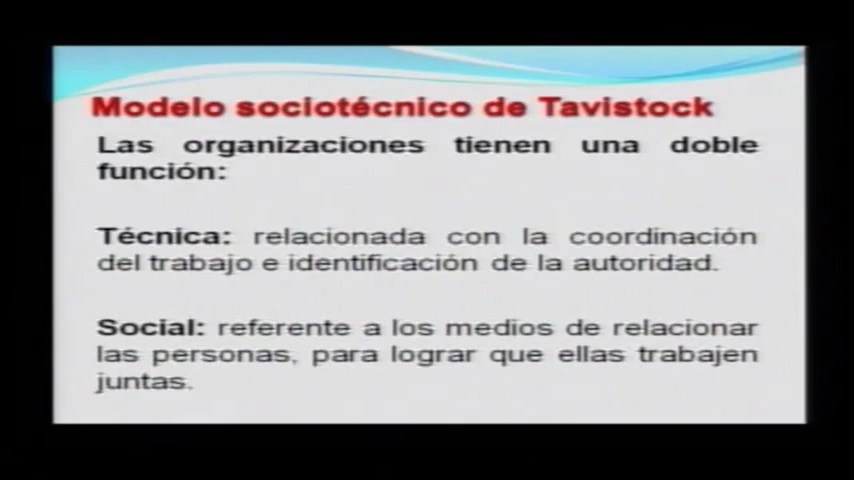 Modelo sociotécnico de Tavistock
Las organizaciones tienen una doble
función:
Técnica: relacionada con la coordinación
del trabajo e identificación de la autoridad.
Social: referente a los medios de relacionar
las personas, para lograr que ellas trabajen
juntas.